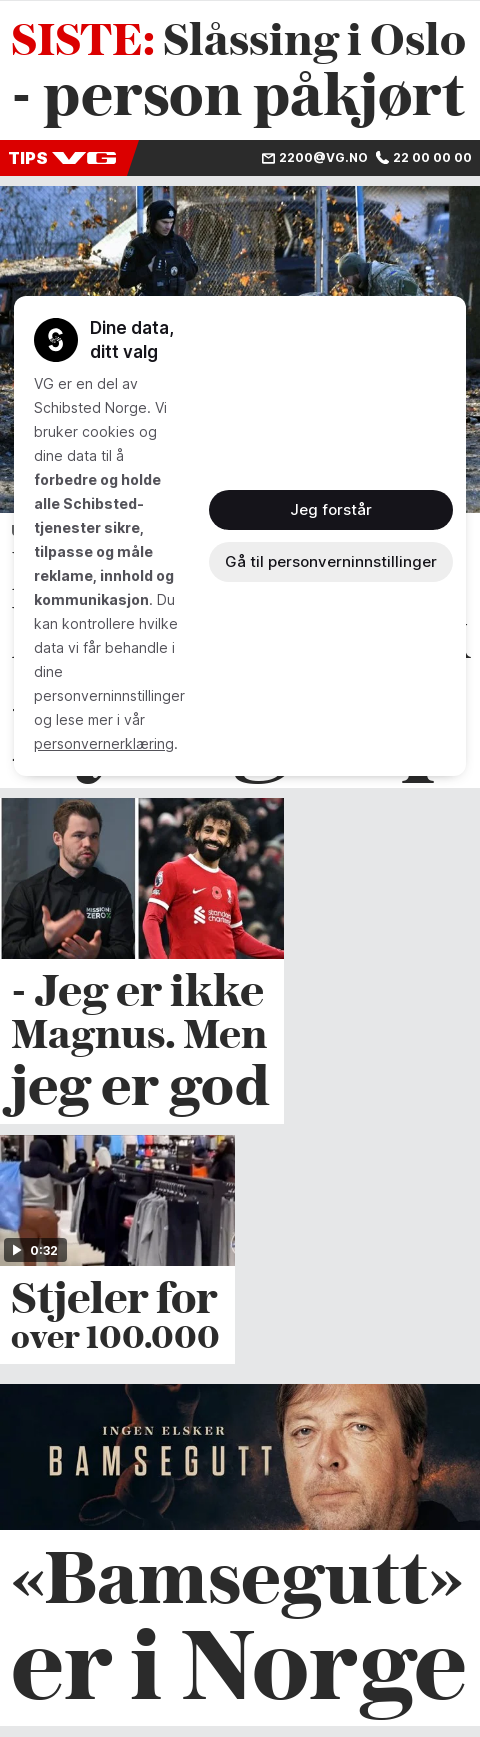 SISTE: Slåssing i Oslo
- person påkjørt
TIPS VG 2200@VG.NO 22 00 00 00
Dine data,
ditt valg
VG er en del av
Schibsted Norge. Vi
bruker cookies og
dine data til å
forbedre og holde
alle Schibsted-
tjenester sikre,
tilpasse og måle
reklame, innhold og
kommunikasjon. Du
kan kontrollere hvilke
data vi får behandle i
dine
personverninnstillinger
og lese mer i vår
personvernerklæring.
Jeg forstår
Gå til personverninnstillinger
MISSION:
ZERO
standard
chartered
- Jeg er ikke
Magnus. Men
jeg er god
0:32
Stjeler for
over 100.000
INGEN ELSKER
BAMSEGUTT
«Bamsegutt»
er i Norge